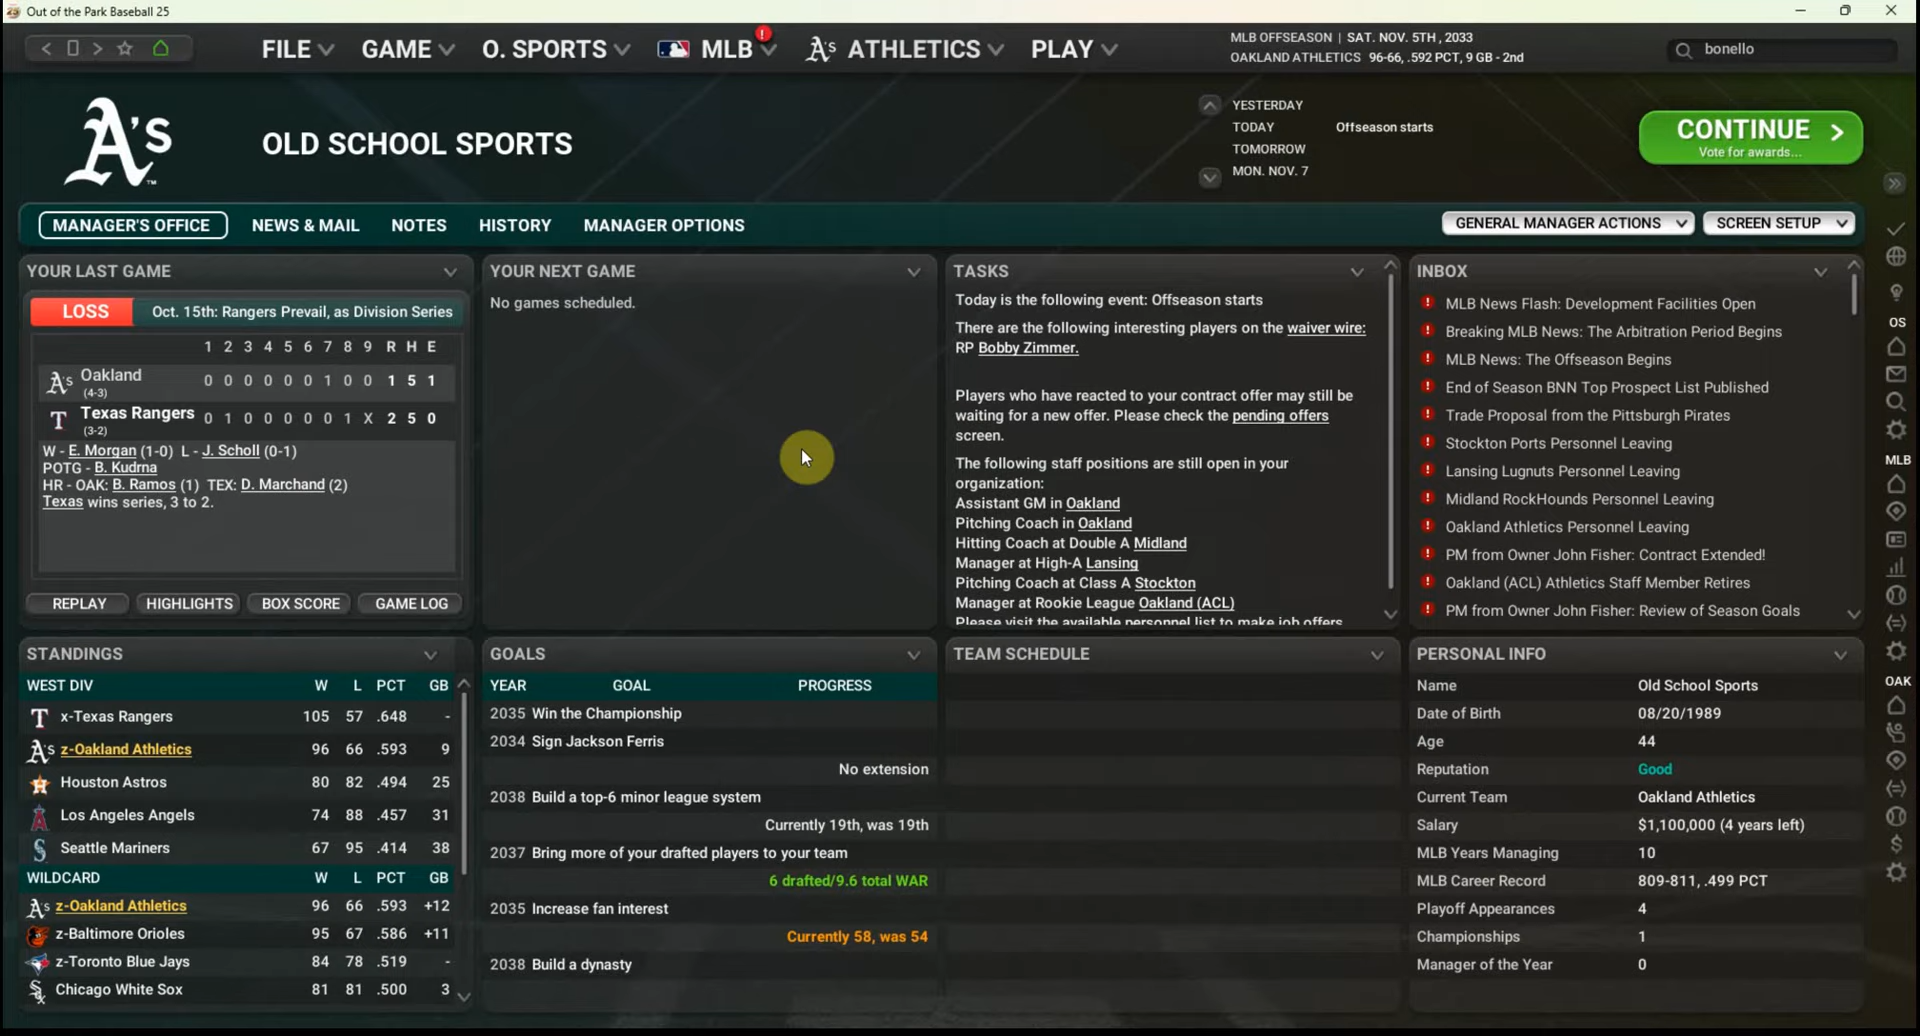 Out of the Park Baseball 25
FILE GAME O. SPORTS MLB ! A's ATHLETICS PLAY
MLB OFFSEASON | SAT. NOV. 5TH , 2033
OAKLAND ATHLETICS 96-66, .592 PCT, 9 GB - 2nd
bonello
A's
OLD SCHOOL SPORTS
YESTERDAY
TODAY Offseason starts
TOMORROW
MON. NOV. 7
CONTINUE
Vote for awards...
MANAGER'S OFFICE NEWS & MAIL NOTES HISTORY MANAGER OPTIONS
GENERAL MANAGER ACTIONS SCREEN SETUP
YOUR LAST GAME
LOSS Oct. 15th: Rangers Prevail, as Division Series
1 2 3 4 5 6 7 8 9 R H E
A's Oakland 0 0 0 0 0 0 1 0 0 1 5 1
(4-3)
T Texas Rangers 0 1 0 0 0 0 0 1 X 2 5 0
(3-2)
W - E. Morgan (1-0) L - J. Scholl (0-1)
POTG - B. Kudrna
HR - OAK: B. Ramos (1) TEX: D. Marchand (2)
Texas wins series, 3 to 2.
REPLAY HIGHLIGHTS BOX SCORE GAME LOG
YOUR NEXT GAME
No games scheduled.
TASKS
Today is the following event: Offseason starts
There are the following interesting players on the waiver wire:
RP Bobby Zimmer.
Players who have reacted to your contract offer may still be
waiting for a new offer. Please check the pending offers
screen.
The following staff positions are still open in your
organization:
Assistant GM in Oakland
Pitching Coach in Oakland
Hitting Coach at Double A Midland
Manager at High-A Lansing
Pitching Coach at Class A Stockton
Manager at Rookie League Oakland (ACL)
Please visit the available personnel list to make job offers
INBOX
! MLB News Flash: Development Facilities Open
! Breaking MLB News: The Arbitration Period Begins
! MLB News: The Offseason Begins
! End of Season BNN Top Prospect List Published
! Trade Proposal from the Pittsburgh Pirates
! Stockton Ports Personnel Leaving
! Lansing Lugnuts Personnel Leaving
! Midland RockHounds Personnel Leaving
! Oakland Athletics Personnel Leaving
! PM from Owner John Fisher: Contract Extended!
! Oakland (ACL) Athletics Staff Member Retires
! PM from Owner John Fisher: Review of Season Goals
OS
MLB
OAK
STANDINGS
WEST DIV W L PCT GB
T x-Texas Rangers 105 57 .648 -
A's z-Oakland Athletics 96 66 .593 9
Houston Astros 80 82 .494 25
Los Angeles Angels 74 88 .457 31
Seattle Mariners 67 95 .414 38
WILDCARD W L PCT GB
A's z-Oakland Athletics 96 66 .593 +12
z-Baltimore Orioles 95 67 .586 +11
z-Toronto Blue Jays 84 78 .519 -
Chicago White Sox 81 81 .500 3
GOALS
YEAR GOAL PROGRESS
2035 Win the Championship
2034 Sign Jackson Ferris
No extension
2038 Build a top-6 minor league system
Currently 19th, was 19th
2037 Bring more of your drafted players to your team
6 drafted/9.6 total WAR
2035 Increase fan interest
Currently 58, was 54
2038 Build a dynasty
TEAM SCHEDULE
PERSONAL INFO
Name Old School Sports
Date of Birth 08/20/1989
Age 44
Reputation Good
Current Team Oakland Athletics
Salary $1,100,000 (4 years left)
MLB Years Managing 10
MLB Career Record 809-811, .499 PCT
Playoff Appearances 4
Championships 1
Manager of the Year 0